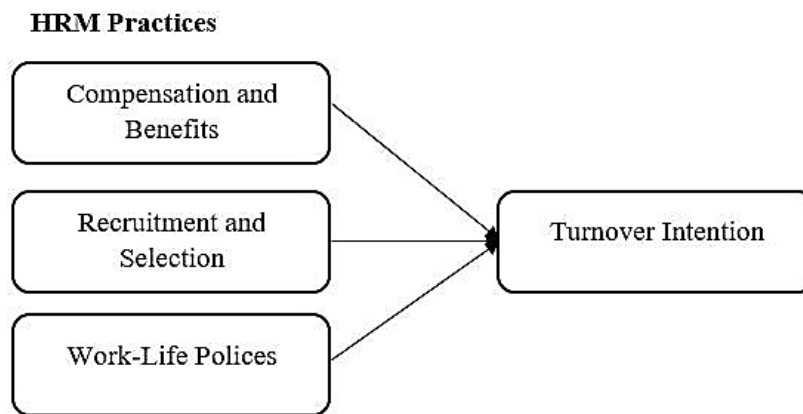 HRM Practices
Compensation and
Benefits
Recruitment and
Selection
Turnover Intention
Work-Life Polices